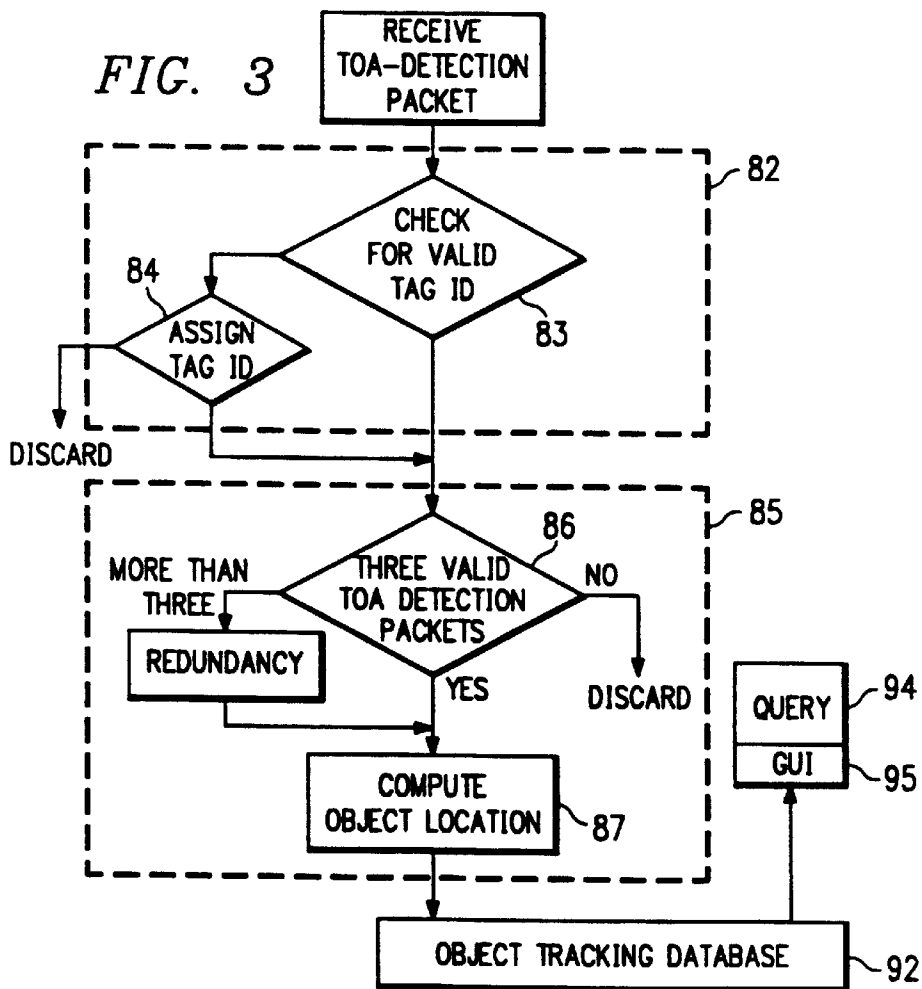 FIG. 3
RECEIVE
TOA-DETECTION
PACKET
82
CHECK
FOR VALID
TAG ID
83
84
ASSIGN
TAG ID
DISCARD
85
86
THREE VALID
TOA DETECTION
PACKETS
MORE THAN
THREE
NO
REDUNDANCY
YES
DISCARD
COMPUTE
OBJECT LOCATION
87
QUERY
94
GUI
95
OBJECT TRACKING DATABASE
92